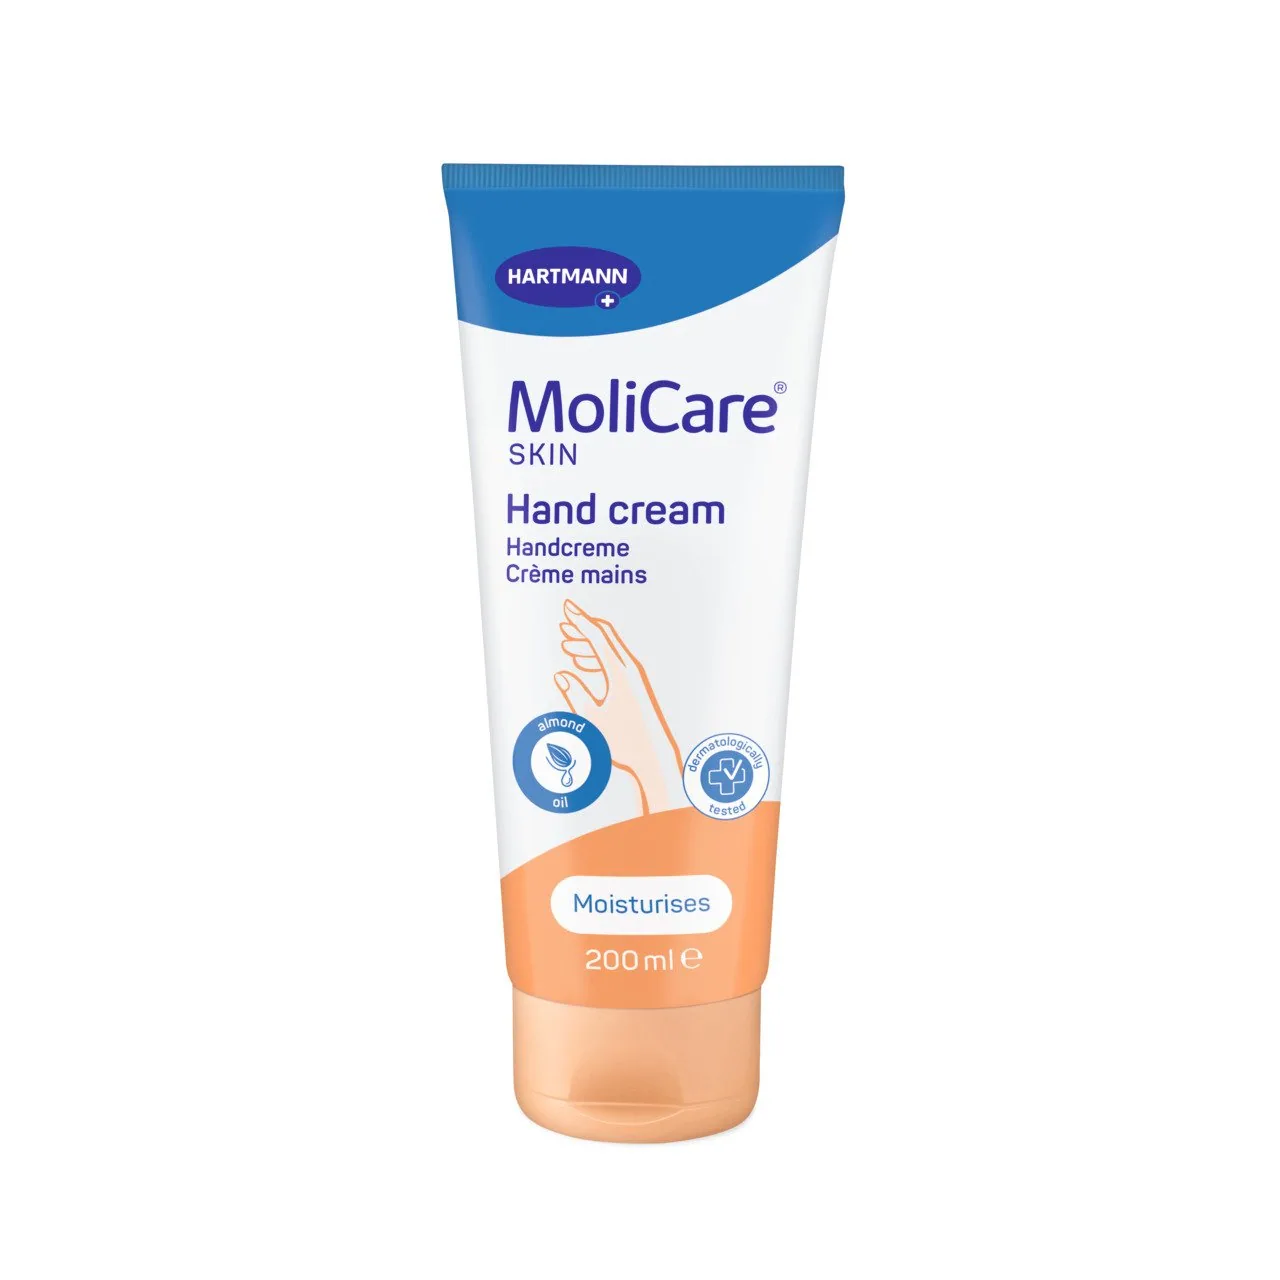 HARTMANN
MoliCare®
SKIN
Hand cream
Handcreme
Crème mains
almond
oil
dermatologically
tested
Moisturises
200 ml ℮